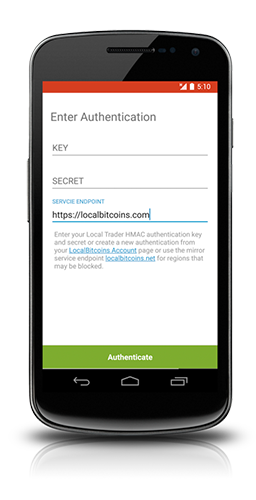 5:10
Enter Authentication
KEY
SECRET
SERVCIE ENDPOINT
https://localbitcoins.com
Enter your Local Trader HMAC authentication key
and secret or create a new authentication from
your LocalBitcoins Account page or use the mirror
service endpoint localbitcoins.net for regions that
may be blocked.
Authenticate